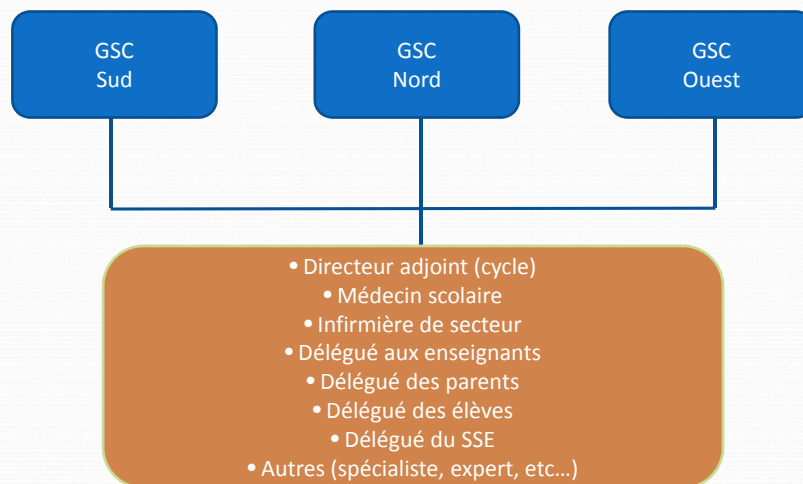 GSC
Sud
GSC
Nord
GSC
Ouest
• Directeur adjoint (cycle)
• Médecin scolaire
• Infirmière de secteur
• Délégué aux enseignants
• Délégué des parents
• Délégué des élèves
• Délégué du SSE
• Autres (spécialiste, expert, etc…)